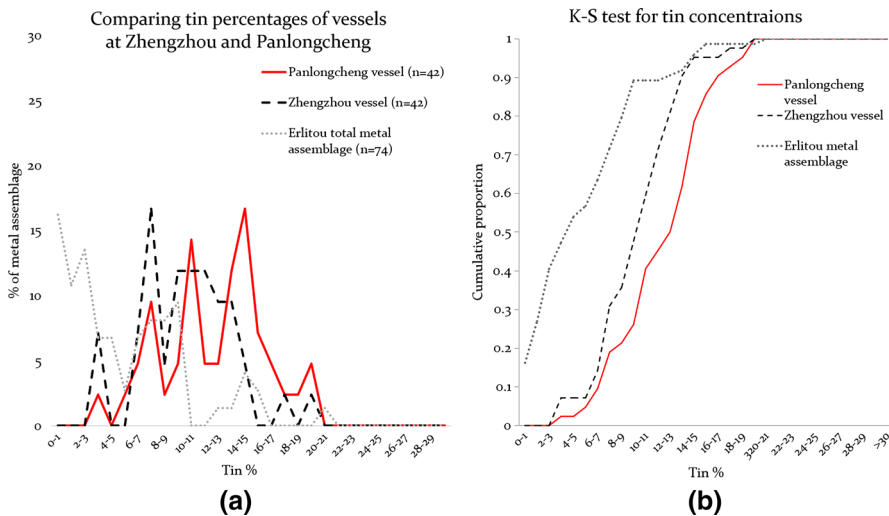 Comparing tin percentages of vessels
at Zhengzhou and Panlongcheng
30
25
20
15
10
5
0
% of metal assemblage
Panlongcheng vessel (n=42)
Zhengzhou vessel (n=42)
Erlitou total metal
assemblage (n=74)
0-1
2-3
4-5
6-7
8-9
10-11
12-13
14-15
16-17
18-19
20-21
22-23
24-25
26-27
28-29
Tin %
(a)
K-S test for tin concentraions
1
0.9
0.8
0.7
0.6
0.5
0.4
0.3
0.2
0.1
0
Cumulative proportion
Panlongcheng
vessel
Zhengzhou vessel
Erlitou metal
assemblage
0-1
2-3
4-5
6-7
8-9
10-11
12-13
14-15
16-17
18-19
320-21
22-23
24-25
26-27
28-29
>30
Tin %
(b)